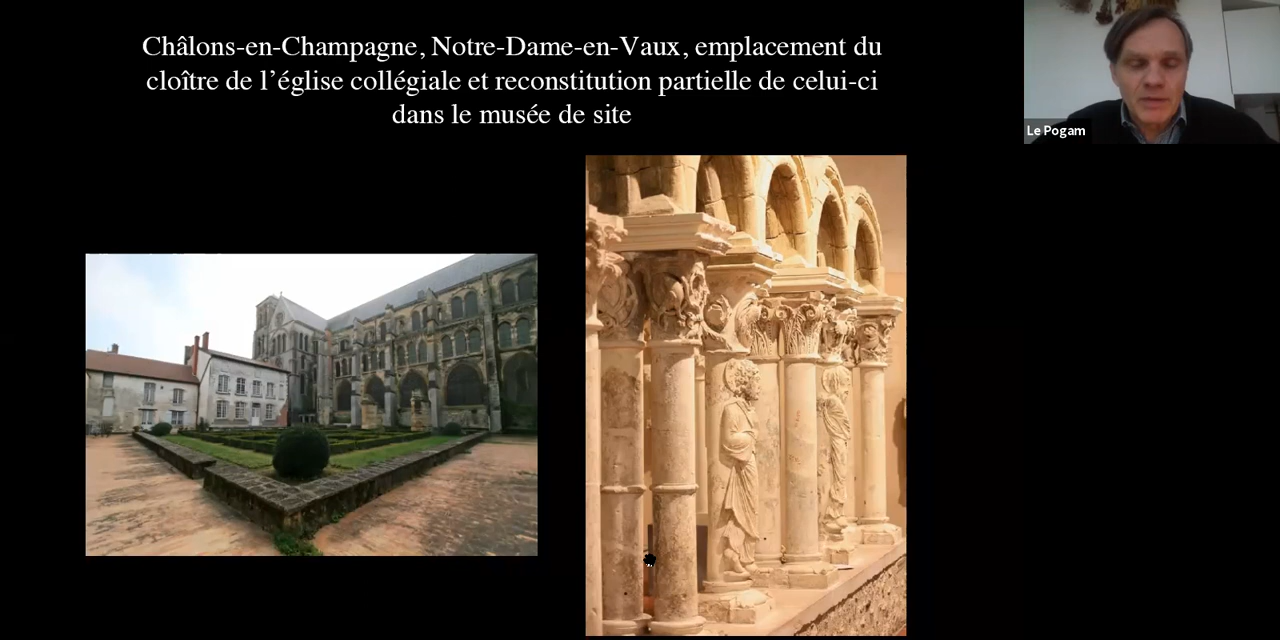 Châlons-en-Champagne, Notre-Dame-en-Vaux, emplacement du
cloître de l’église collégiale et reconstitution partielle de celui-ci
dans le musée de site
Le Pogam